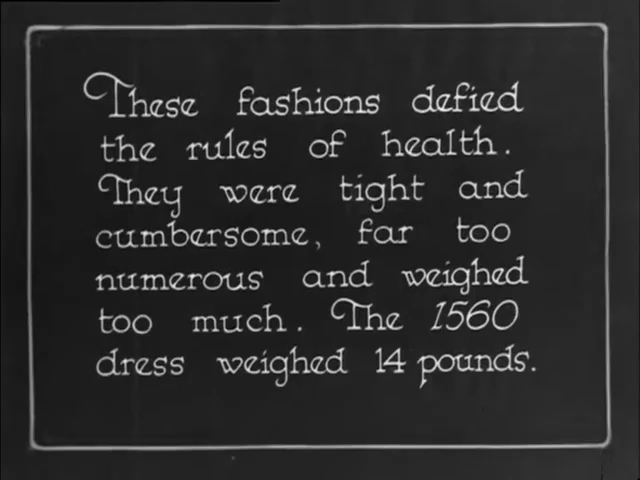 These fashions defied
the rules of health.
They were tight and
cumbersome, far too
numerous and weighed
too much. The 1560
dress weighed 14 pounds.